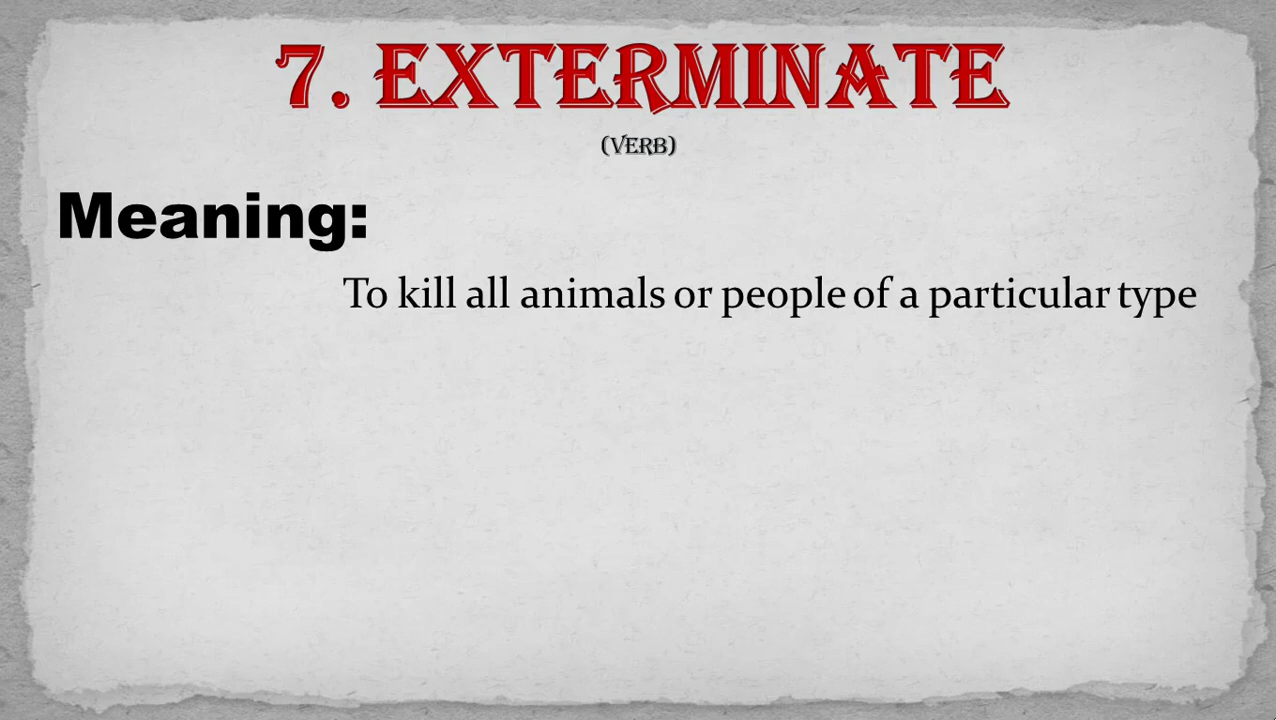 7. EXTERMINATE
(VERB)
Meaning:
To kill all animals or people of a particular type